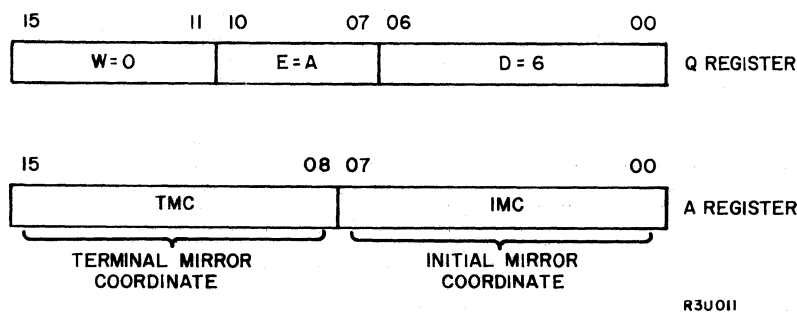 15 11 10 07 06 00
W=0 E=A D=6 Q REGISTER
15 08 07 00
TMC IMC A REGISTER
TERMINAL MIRROR COORDINATE INITIAL MIRROR COORDINATE
R3U011